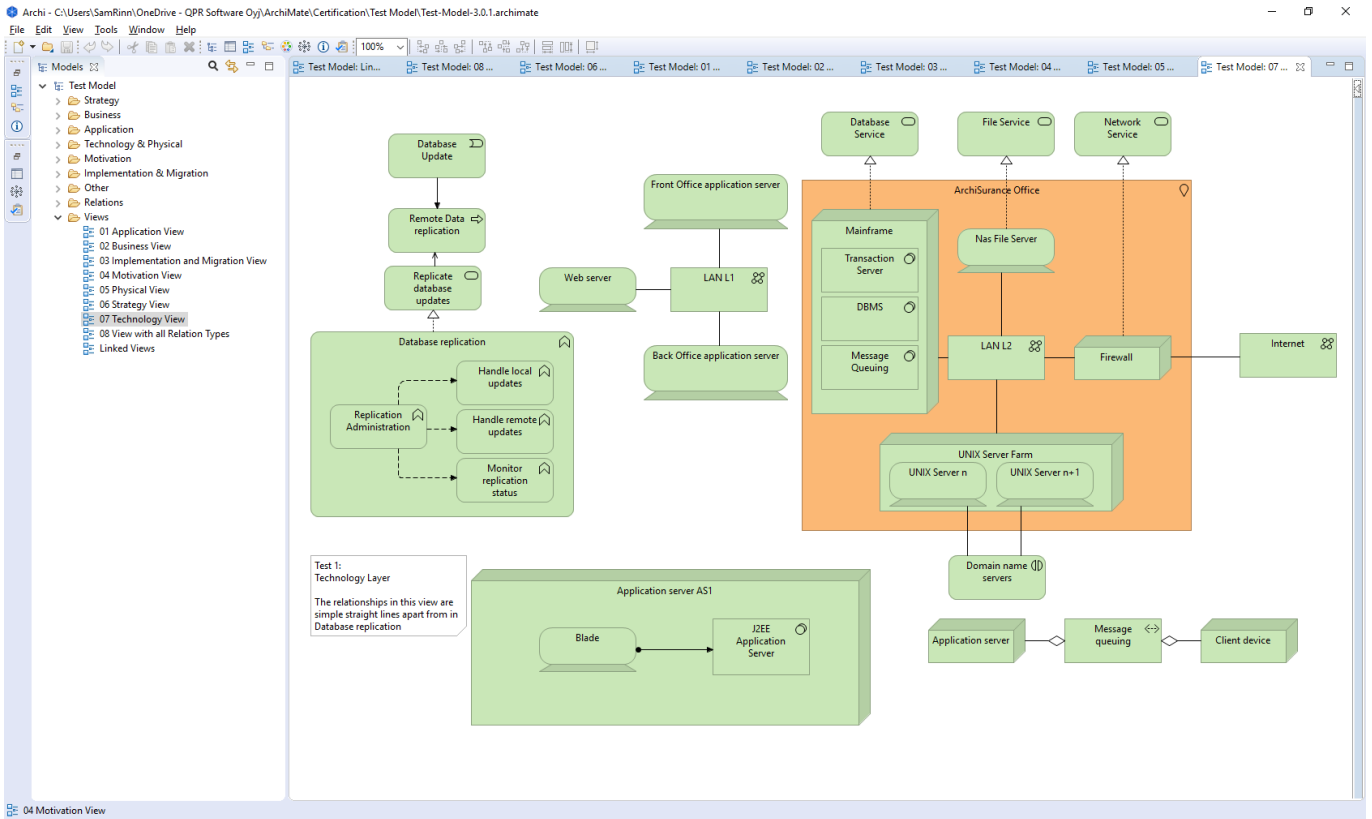 Archi - C:\Users\SamRinn\OneDrive - QPR Software Oyj\ArchiMate\Certification\Test Model\Test-Model-3.0.1.archimate
File Edit View Tools Window Help
100%
Models
Test Model: Lin...
Test Model: 08 ...
Test Model: 06 ...
Test Model: 01 ...
Test Model: 02 ...
Test Model: 03 ...
Test Model: 04 ...
Test Model: 05 ...
Test Model: 07 ...
Test Model
Strategy
Business
Application
Technology & Physical
Motivation
Implementation & Migration
Other
Relations
Views
01 Application View
02 Business View
03 Implementation and Migration View
04 Motivation View
05 Physical View
06 Strategy View
07 Technology View
08 View with all Relation Types
Linked Views
Database
Update
Remote Data
replication
Replicate
database
updates
Database replication
Handle local
updates
Replication
Administration
Handle remote
updates
Monitor
replication
status
Front Office application server
Web server
LAN L1
Back Office application server
Database
Service
File Service
Network
Service
ArchiSurance Office
Mainframe
Transaction
Server
DBMS
Message
Queuing
Nas File Server
LAN L2
Firewall
Internet
UNIX Server Farm
UNIX Server n
UNIX Server n+1
Domain name
servers
Test 1:
Technology Layer
The relationships in this view are
simple straight lines apart from in
Database replication
Application server AS1
Blade
J2EE
Application
Server
Application server
Message
queuing
Client device
04 Motivation View